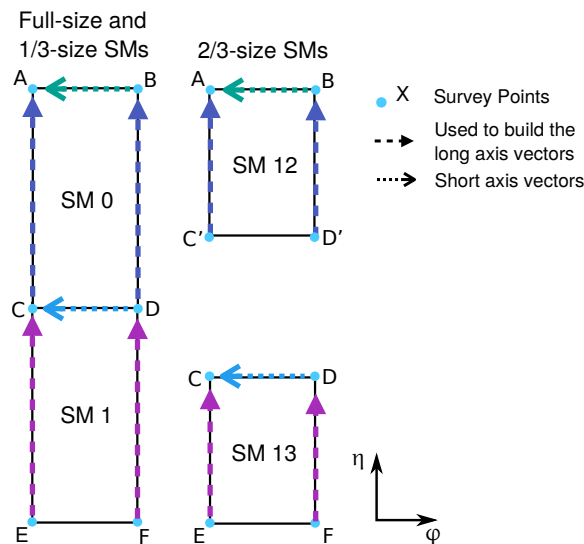 Full-size and
1/3-size SMs
2/3-size SMs
A
B
A
B
X
Survey Points
Used to build the
long axis vectors
Short axis vectors
SM 0
SM 12
C'
D'
C
D
C
D
SM 1
SM 13
η
E
F
E
F
φ